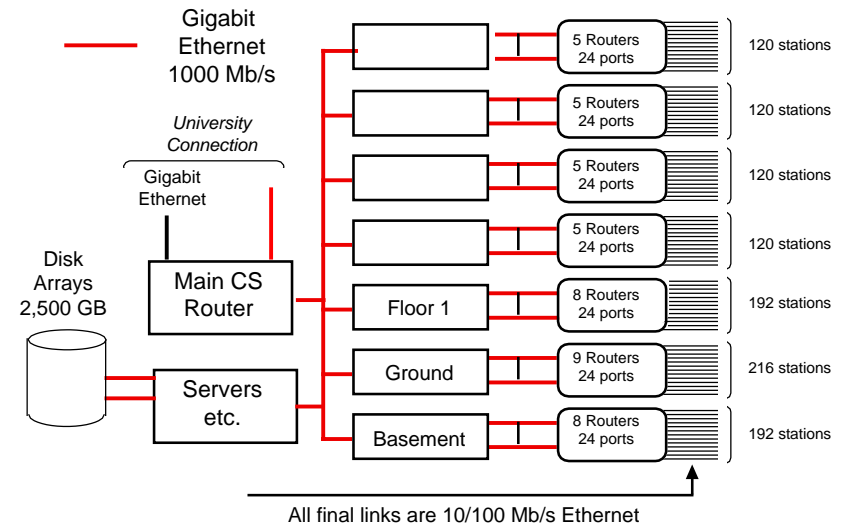 Gigabit
Ethernet
1000 Mb/s
University
Connection
Gigabit
Ethernet
Disk
Arrays
2,500 GB
Main CS
Router
Servers
etc.
5 Routers
24 ports
120 stations
5 Routers
24 ports
120 stations
5 Routers
24 ports
120 stations
5 Routers
24 ports
120 stations
Floor 1
8 Routers
24 ports
192 stations
Ground
9 Routers
24 ports
216 stations
Basement
8 Routers
24 ports
192 stations
All final links are 10/100 Mb/s Ethernet